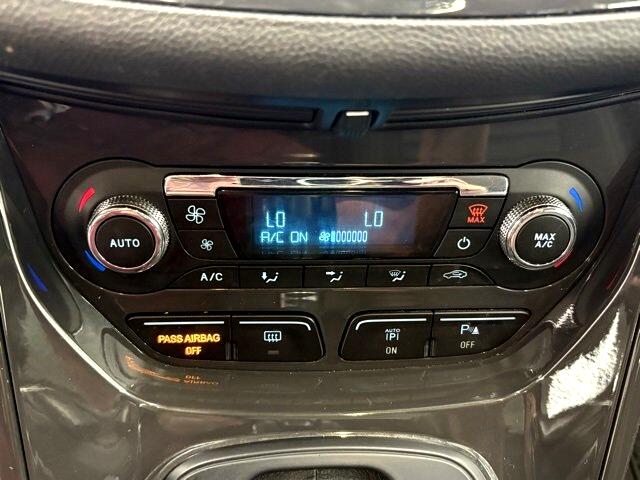 LO LO
A/C ON
MAX
AUTO
MAX
A/C
A/C
PASS AIRBAG
OFF
AUTO
P
ON
P
OFF